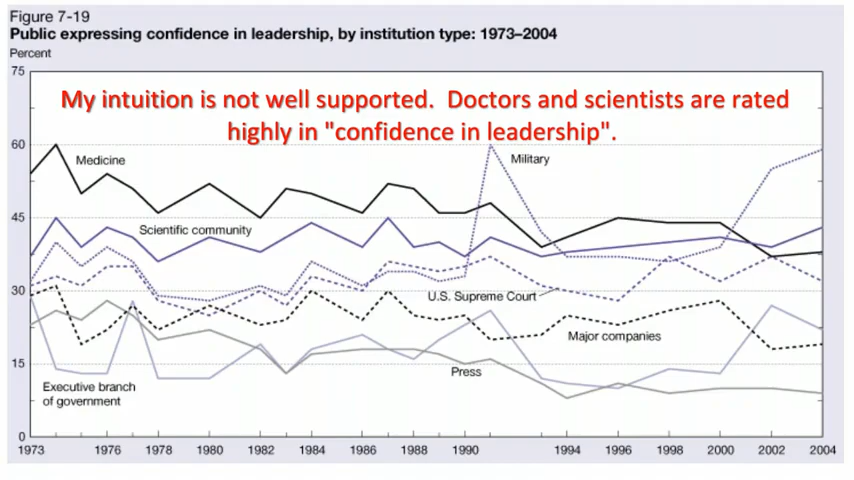 Figure 7-19
Public expressing confidence in leadership, by institution type: 1973–2004
Percent
75
My intuition is not well supported.  Doctors and scientists are rated
highly in "confidence in leadership".
60
Medicine
Military
45
Scientific community
30
U.S. Supreme Court
Major companies
15
Press
Executive branch
of government
0
1973 1976 1978 1980 1982 1984 1986 1988 1990 1994 1996 1998 2000 2002 2004